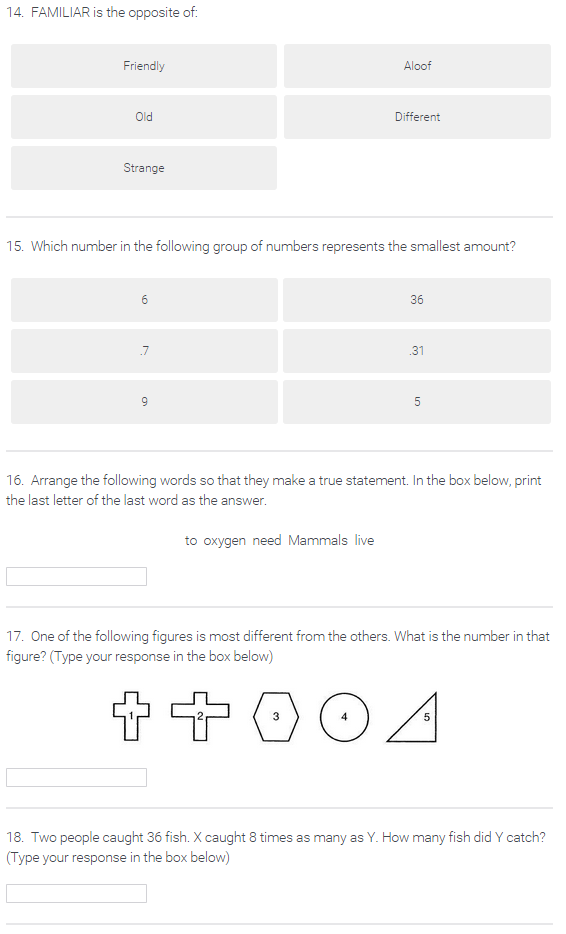 14. FAMILIAR is the opposite of:
Friendly
Aloof
Old
Different
Strange
15. Which number in the following group of numbers represents the smallest amount?
6
36
.7
.31
9
5
16. Arrange the following words so that they make a true statement. In the box below, print
the last letter of the last word as the answer.
to oxygen need Mammals live
17. One of the following figures is most different from the others. What is the number in that
figure? (Type your response in the box below)
1 2 3 4 5
18. Two people caught 36 fish. X caught 8 times as many as Y. How many fish did Y catch?
(Type your response in the box below)